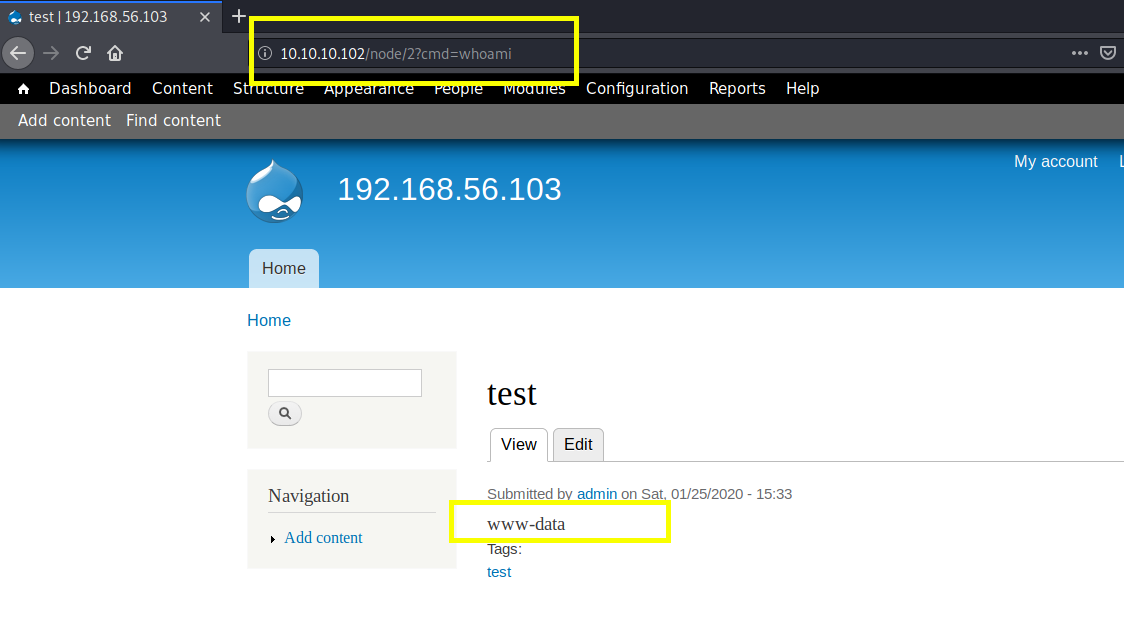 test | 192.168.56.103
10.10.10.102/node/2?cmd=whoami
Dashboard Content Structure Appearance People Modules Configuration Reports Help
Add content Find content
My account L
192.168.56.103
Home
Home
test
View Edit
Submitted by admin on Sat, 01/25/2020 - 15:33
Navigation
www-data
Add content
Tags:
test